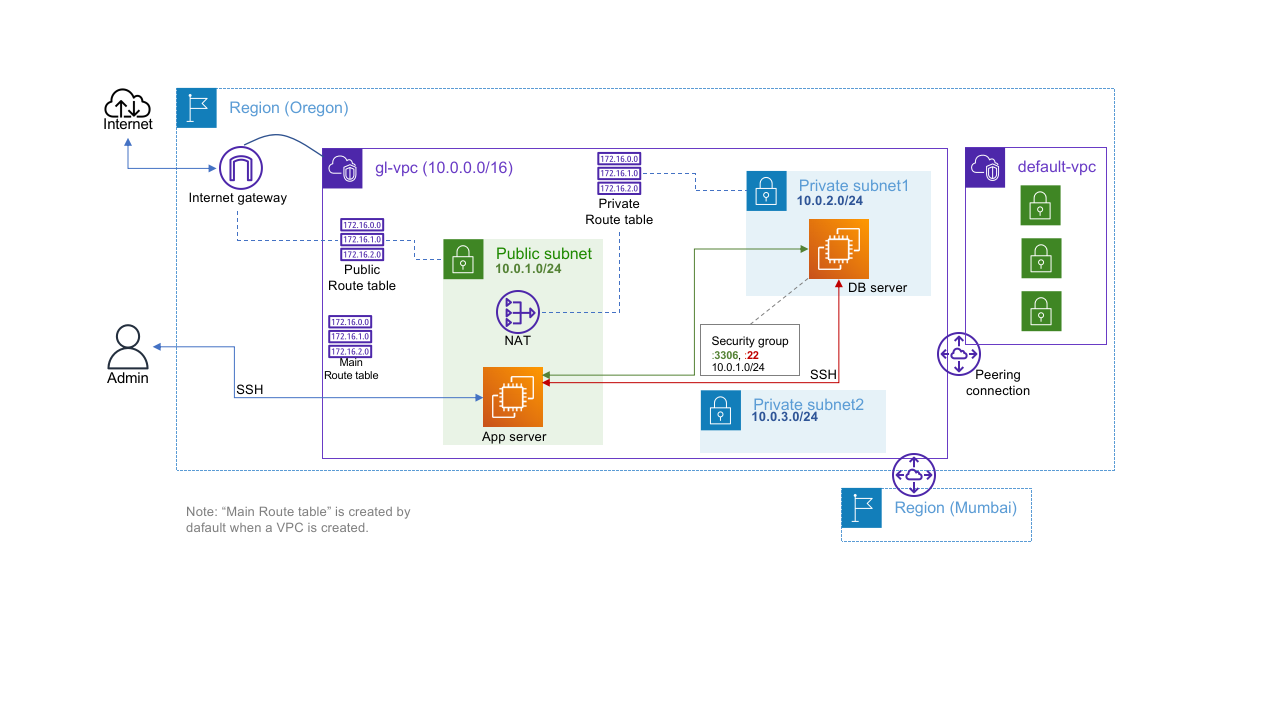 Internet
Region (Oregon)
Internet gateway
gl-vpc (10.0.0.0/16)
172.16.0.0
172.16.1.0
172.16.2.0
Private
Route table
Private subnet1
10.0.2.0/24
default-vpc
172.16.0.0
172.16.1.0
172.16.2.0
Public
Route table
Public subnet
10.0.1.0/24
DB server
NAT
172.16.0.0
172.16.1.0
172.16.2.0
Main
Route table
Security group
:3306, :22
10.0.1.0/24
Admin
SSH
SSH
Peering
connection
App server
Private subnet2
10.0.3.0/24
Note: “Main Route table” is created by
dafault when a VPC is created.
Region (Mumbai)